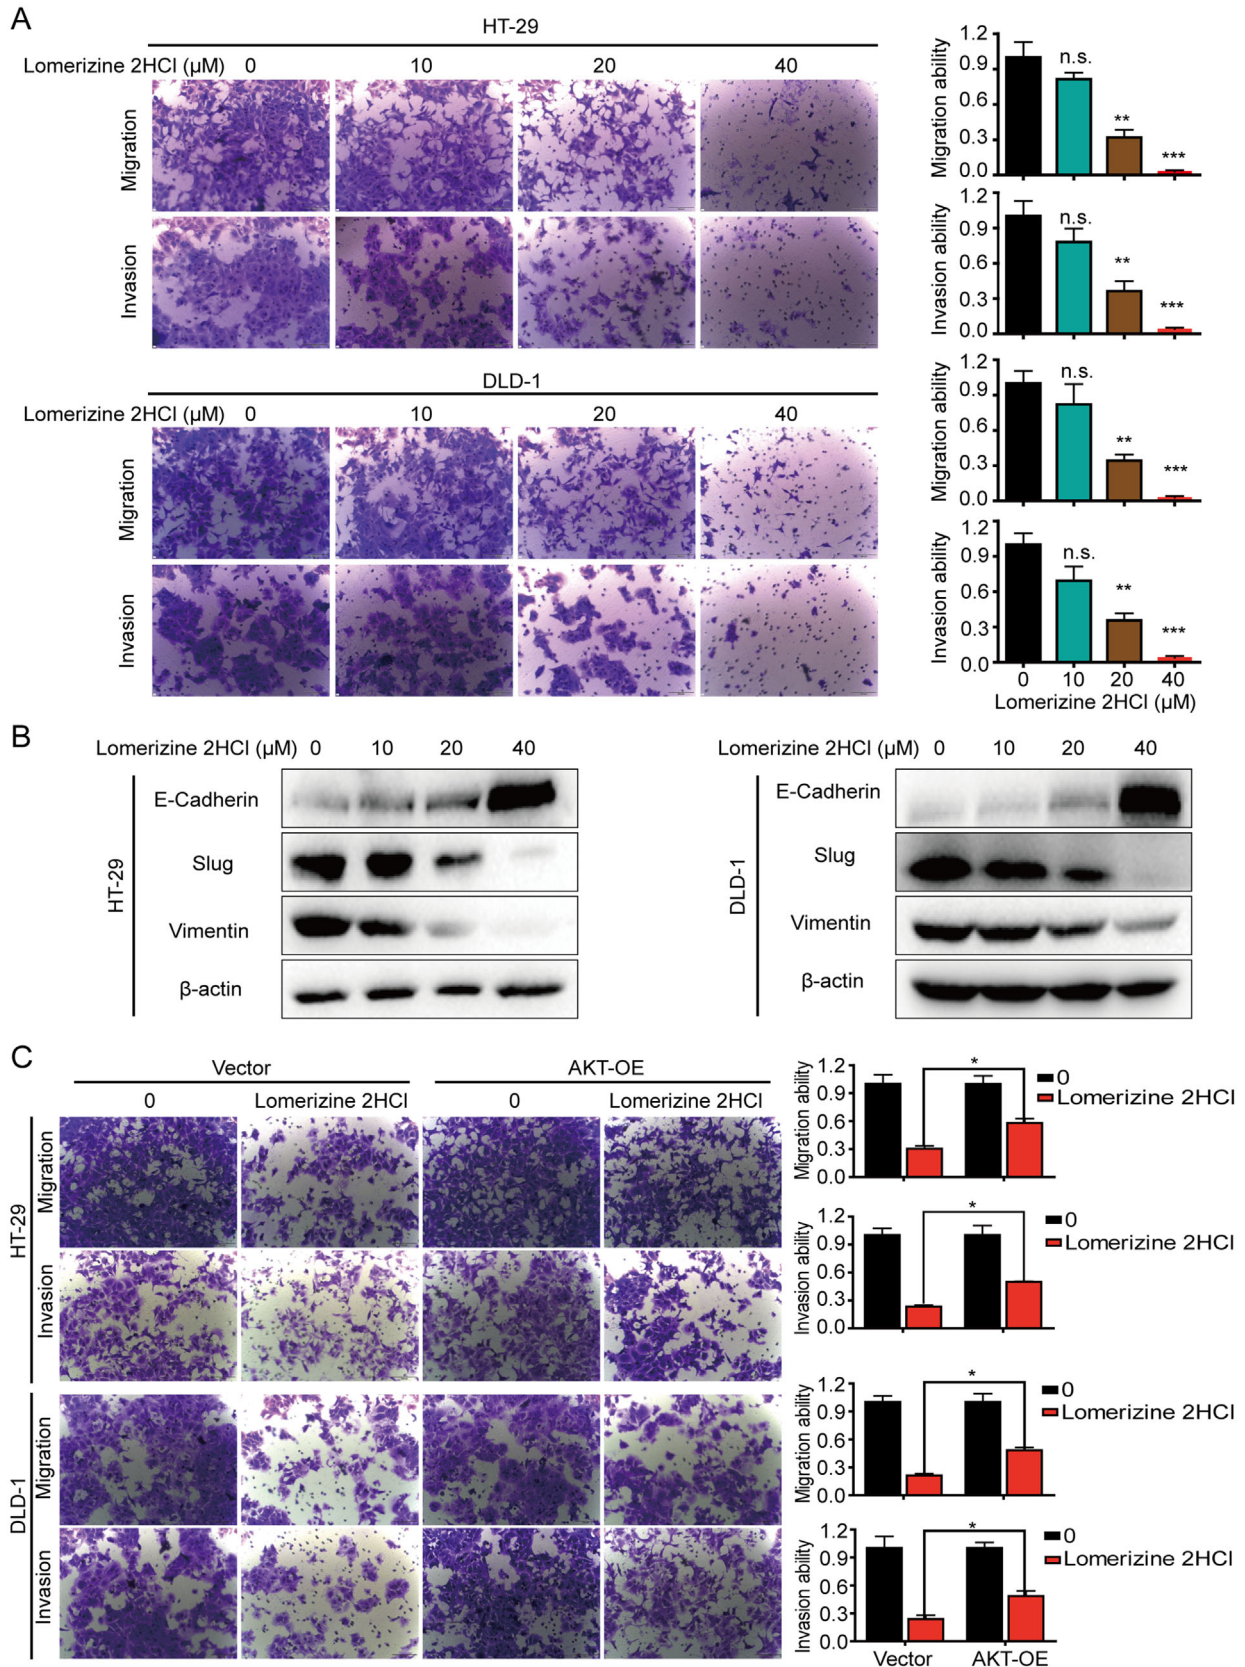 A
HT-29
Lomerizine 2HCl (μM) 0 10 20 40
Migration
Invasion
DLD-1
Lomerizine 2HCl (μM) 0 10 20 40
Migration
Invasion
Migration ability
1.2
0.9
0.3
0.0
n.s.
**
***
Invasion ability
1.2
0.9
0.3
0.0
n.s.
**
***
Migration ability
1.2
0.9
0.3
0.0
n.s.
**
***
Invasion ability
1.2
0.9
0.6
0.3
0.0
n.s.
**
***
0 10 20 40
Lomerizine 2HCl (μM)
B
Lomerizine 2HCl (μM) 0 10 20 40
HT-29
E-Cadherin
Slug
Vimentin
β-actin
Lomerizine 2HCl (μM) 0 10 20 40
DLD-1
E-Cadherin
Slug
Vimentin
β-actin
C
Vector AKT-OE
0 Lomerizine 2HCl 0 Lomerizine 2HCl
HT-29
Migration
Invasion
DLD-1
Migration
Invasion
Migration ability
1.2
0.9
0.6
0.3
0.0
*
0
Lomerizine 2HCl
Invasion ability
1.2
0.9
0.6
0.3
0.0
*
0
Lomerizine 2HCl
Migration ability
1.2
0.9
0.6
0.3
0.0
*
0
Lomerizine 2HCl
Invasion ability
1.2
0.9
0.6
0.3
0.0
*
0
Lomerizine 2HCl
Vector AKT-OE